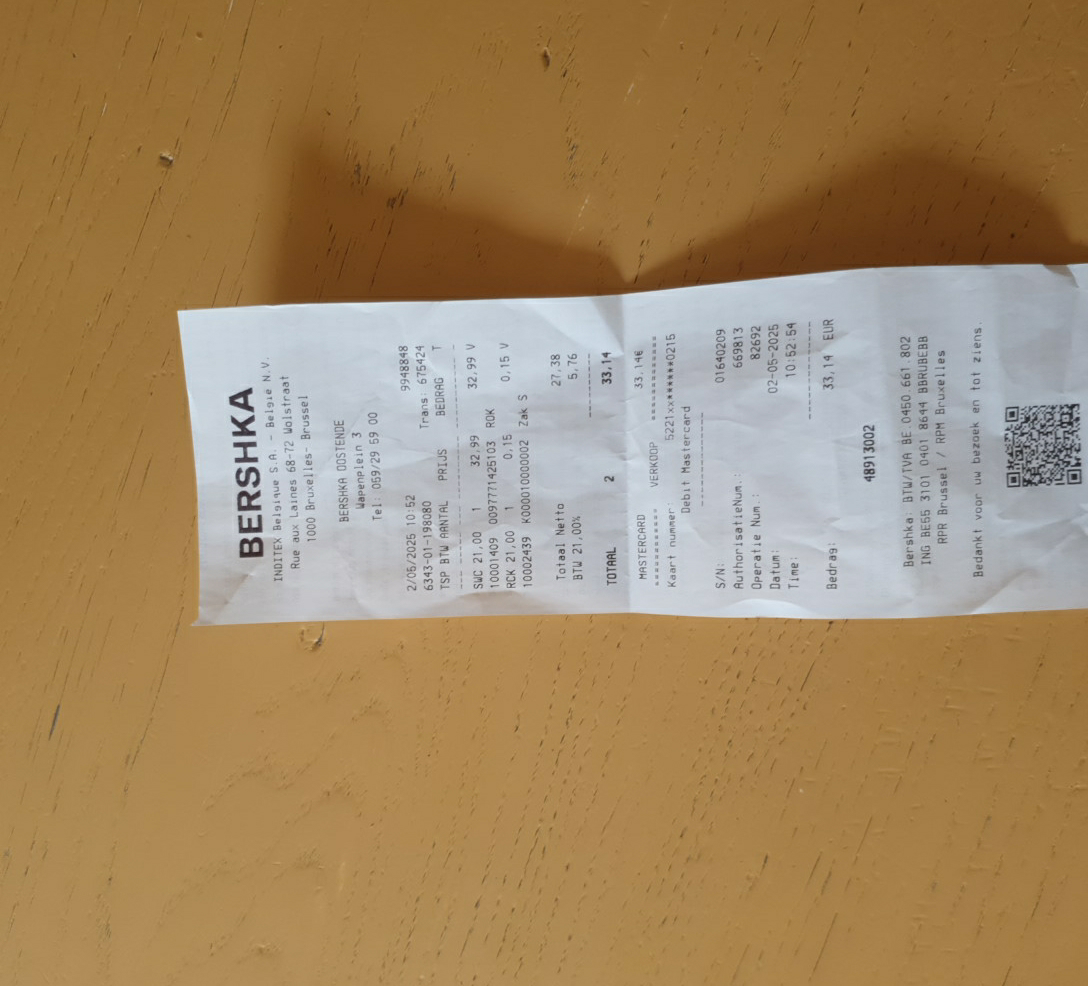 BERSHKA
INDITEX Belgique S.A. - Belgie N.V.
Rue aux Laines 68-72 Wolstraat
1000 Bruxelles- Brussel
BERSHKA OOSTENDE
Wapenplein 3
Tel: 059/29 59 00
2/05/2025 10:52 9948848
6343-01-198080 Trans: 675424
TSP BTW AANTAL PRIJS BEDRAG T
SWC 21,00 1 32,99 32,99 V
10001409 0097771425103 ROK
RCK 21,00 1 0,15 0,15 V
10002439 K000010000002 Zak S
Totaal Netto 27,38
BTW 21,00% 5,76
TOTAAL 2 33,14
MASTERCARD VERKOOP 33,14€
Kaart nummer: 5221xx******0215
Debit Mastercard
S/N: 01640209
AuthorisatieNum.: 669813
Operatie Num : 82692
Datum: 02-05-2025
Time: 10:52:54
Bedrag: 33,14 EUR
48913002
Bershka: BTW/TVA BE 0450 661 802
ING BE55 3101 0401 8644 BBRUBEBB
RPR Brussel / RPM Bruxelles
Bedankt voor uw bezoek en tot ziens.